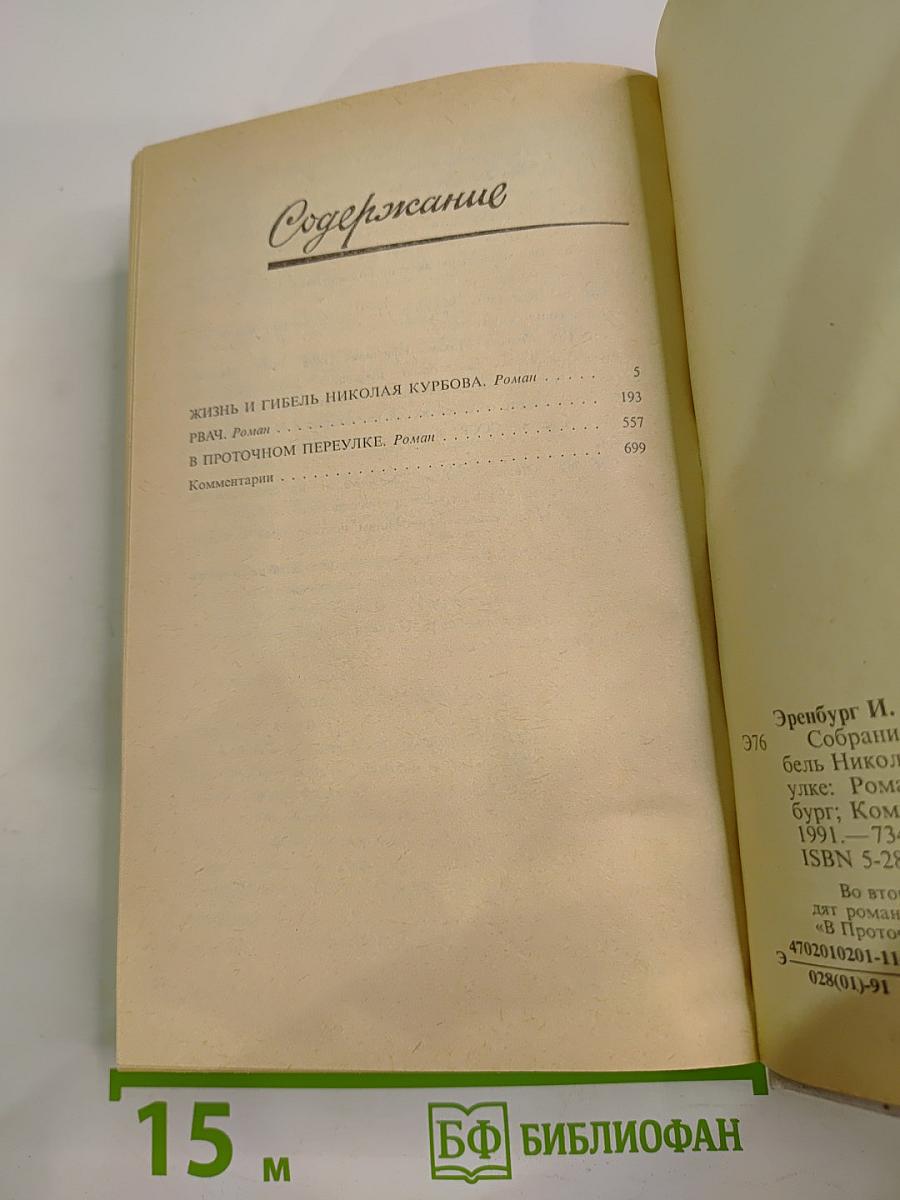 Содержание
ЖИЗНЬ И ГИБЕЛЬ НИКОЛАЯ КУРБОВА. Роман . . . . . 5
РВАЧ. Роман . . . . . . . . . . . . . . . . . . . . . . . . . . . . 193
В ПРОТОЧНОМ ПЕРЕУЛКЕ. Роман . . . . . . . . . . . . . . 557
Комментарии . . . . . . . . . . . . . . . . . . . . . . . . . . . . 699
Эренбург И.
Э76 Собрани
бель Никол
улке: Рома
бург; Ком
1991.—734
ISBN 5-28
Во вто
дят роман
«В Прото
Э 4702010201-11
028(01)-91
15 м
БФ БИБЛИОФАН